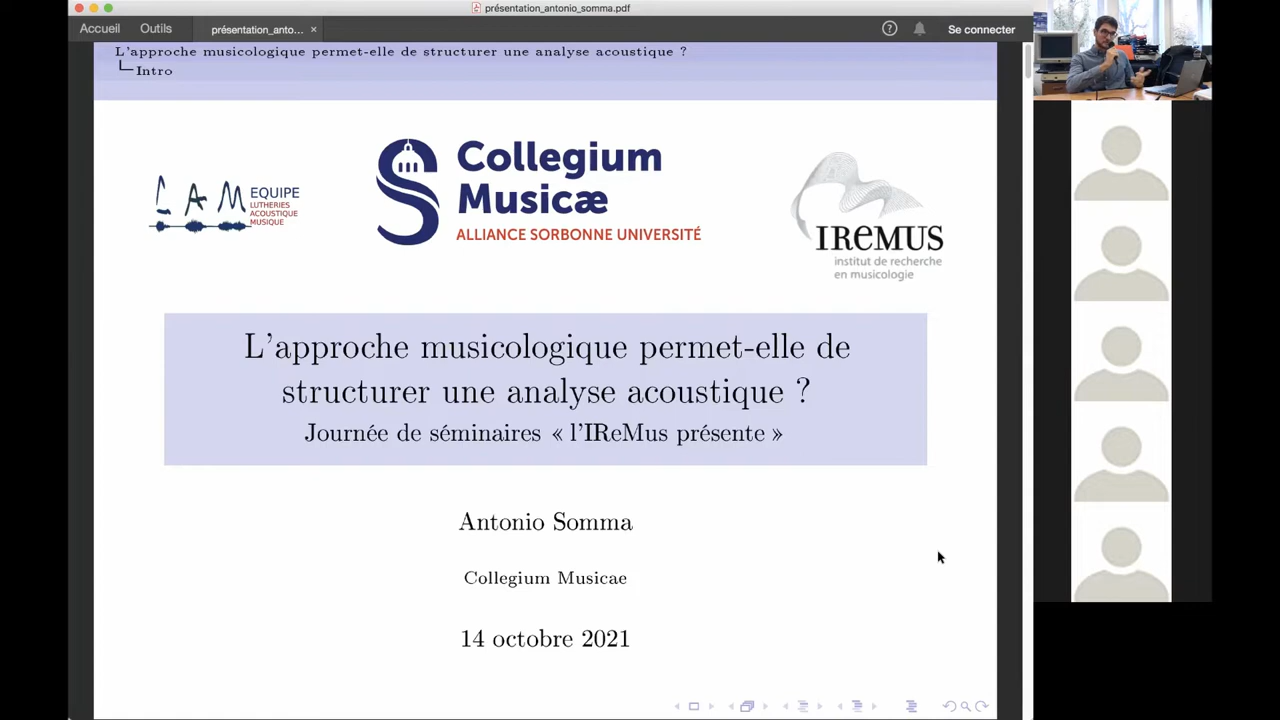 présentation_antonio_somma.pdf
Accueil Outils présentation_anto... × Se connecter
L'approche musicologique permet-elle de structurer une analyse acoustique ?
Intro
LAM EQUIPE
LUTHERIES
ACOUSTIQUE
MUSIQUE
Collegium
Musicæ
ALLIANCE SORBONNE UNIVERSITÉ
IReMUS
institut de recherche
en musicologie
L'approche musicologique permet-elle de
structurer une analyse acoustique ?
Journée de séminaires « l'IReMus présente »
Antonio Somma
Collegium Musicae
14 octobre 2021